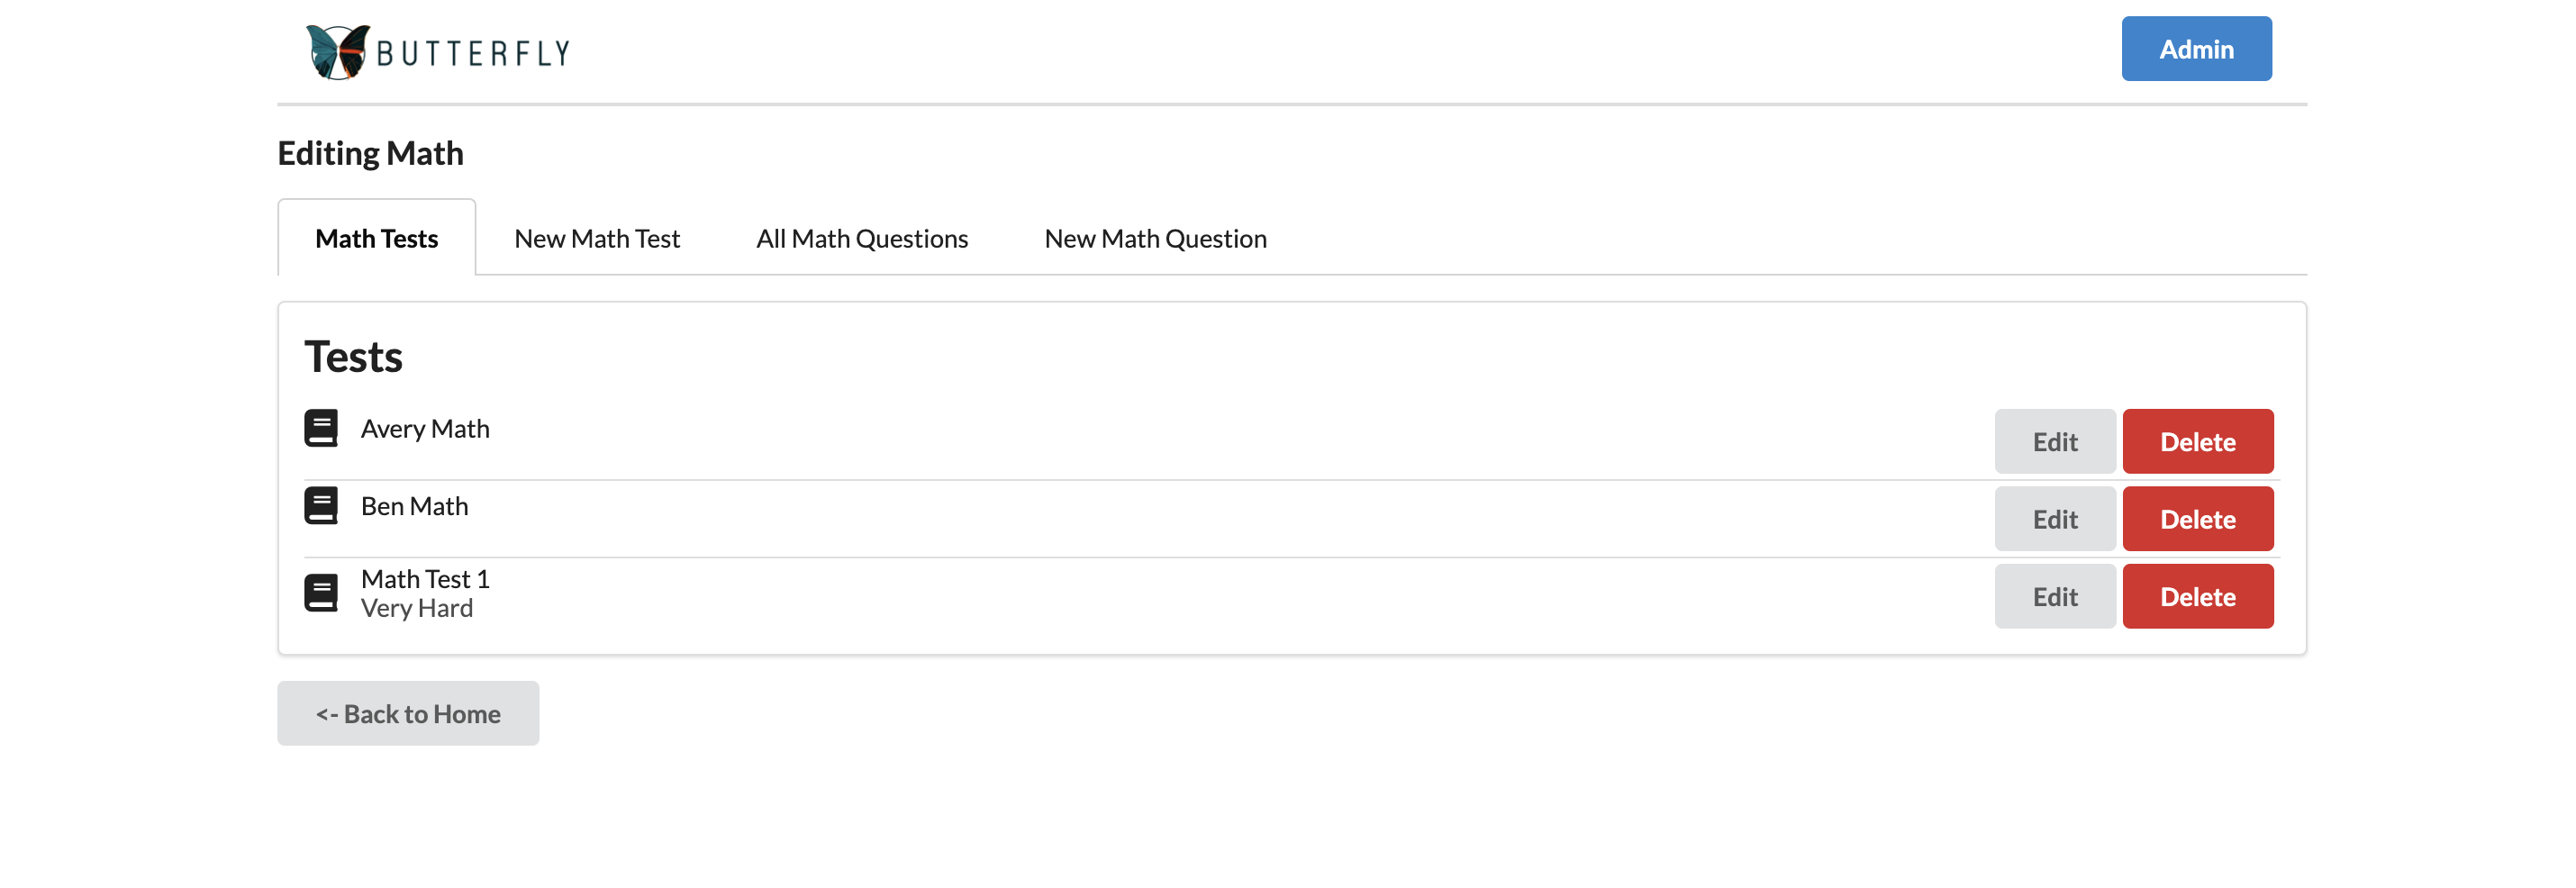 BUTTERFLY
Admin
Editing Math
Math Tests New Math Test All Math Questions New Math Question
Tests
Avery Math Edit Delete
Ben Math Edit Delete
Math Test 1
Very Hard
Edit Delete
<- Back to Home